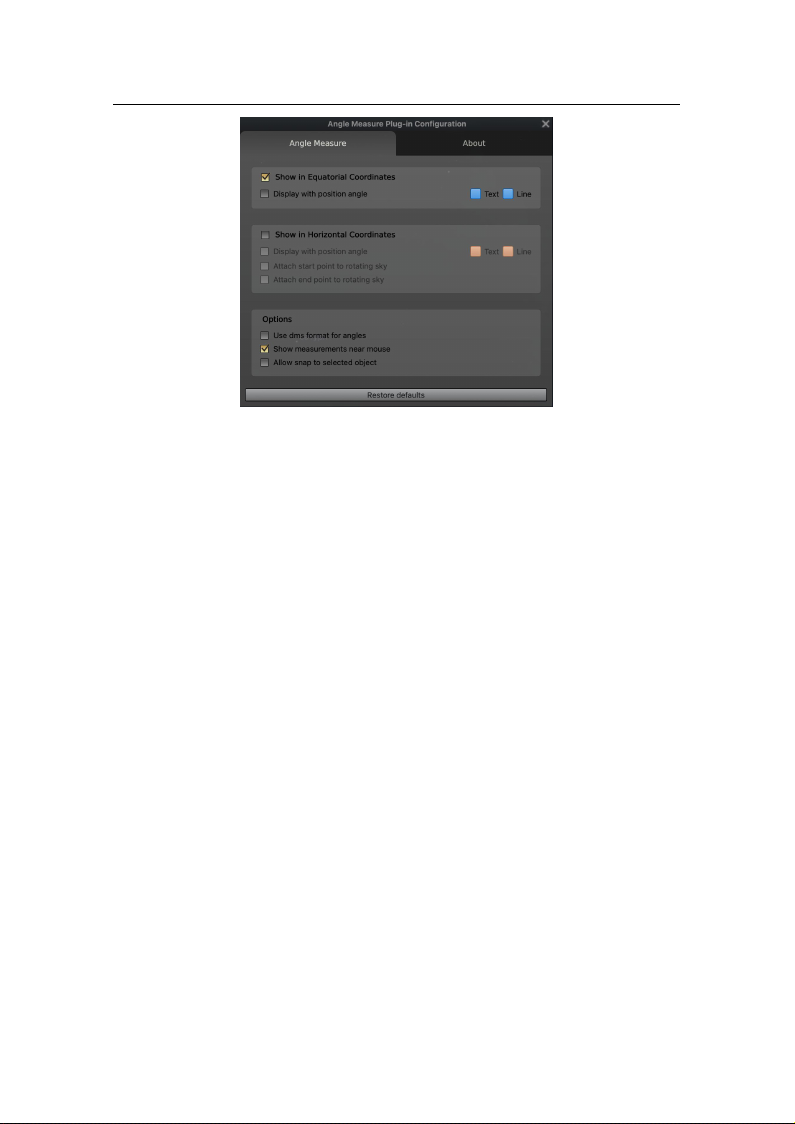 Angle Measure Plug-in Configuration
Angle Measure About
Show in Equatorial Coordinates
Display with position angle Text Line
Show in Horizontal Coordinates
Display with position angle Text Line
Attach start point to rotating sky
Attach end point to rotating sky
Options
Use dms format for angles
Show measurements near mouse
Allow snap to selected object
Restore defaults